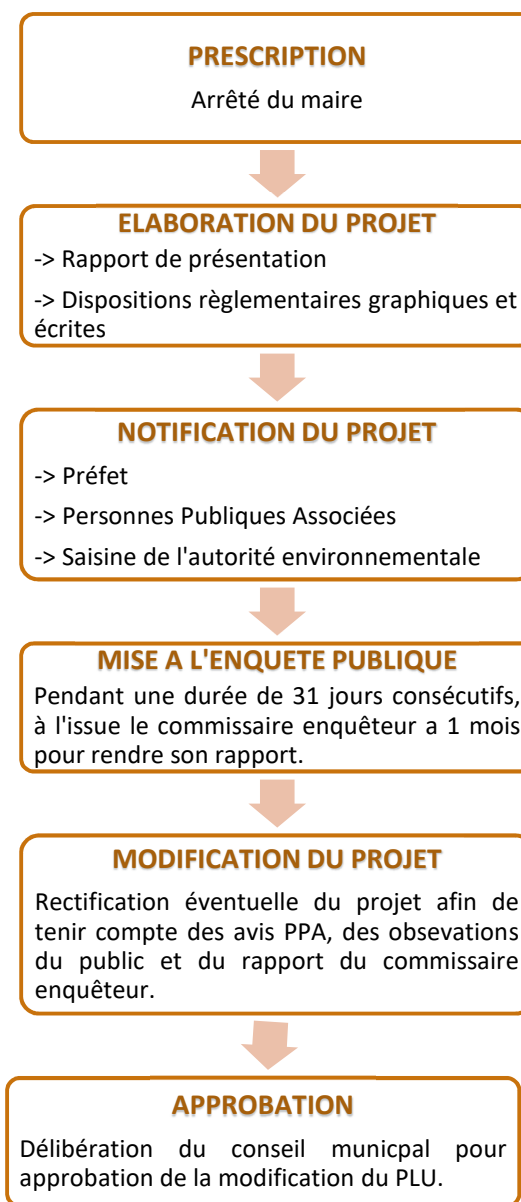 PRESCRIPTION
Arrêté du maire
ELABORATION DU PROJET
-> Rapport de présentation
-> Dispositions règlementaires graphiques et
écrites
NOTIFICATION DU PROJET
-> Préfet
-> Personnes Publiques Associées
-> Saisine de l'autorité environnementale
MISE A L'ENQUETE PUBLIQUE
Pendant une durée de 31 jours consécutifs,
à l'issue le commissaire enquêteur a 1 mois
pour rendre son rapport.
MODIFICATION DU PROJET
Rectification éventuelle du projet afin de
tenir compte des avis PPA, des obsevations
du public et du rapport du commissaire
enquêteur.
APPROBATION
Délibération du conseil municpal pour
approbation de la modification du PLU.